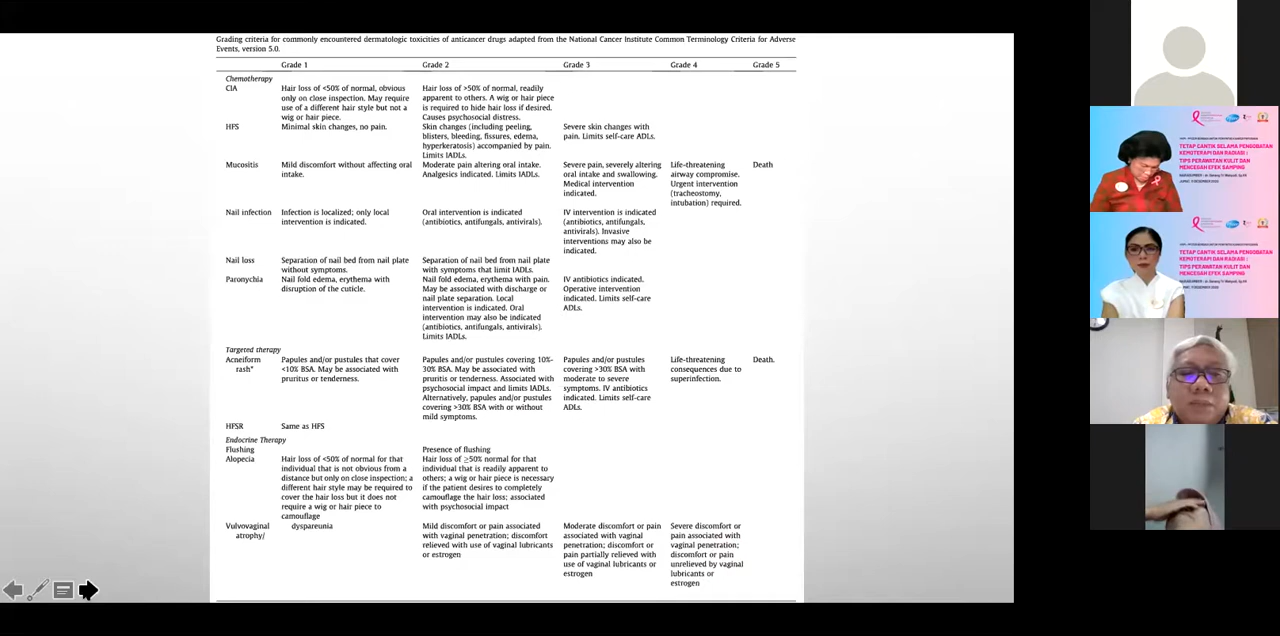 Grading criteria for commonly encountered dermatologic toxicities of anticancer drugs adapted from the National Cancer Institute Common Terminology Criteria for Adverse
Events, version 5.0.
Grade 1 Grade 2 Grade 3 Grade 4 Grade 5
Chemotherapy
CIA
Hair loss of <50% of normal, obvious
only on close inspection. May require
use of a different hair style but not a
wig or hair piece.
Hair loss of >50% of normal, readily
apparent to others. A wig or hair piece
is required to hide hair loss if desired.
Causes psychosocial distress.
HFS
Minimal skin changes, no pain.
Skin changes (including peeling,
blisters, bleeding, fissures, edema,
hyperkeratosis) accompanied by pain.
Limits IADLs.
Severe skin changes with
pain. Limits self-care ADLs.
Mucositis
Mild discomfort without affecting oral
intake.
Moderate pain altering oral intake.
Analgesics indicated. Limits IADLs.
Severe pain, severely altering
oral intake and swallowing.
Medical intervention
indicated.
Life-threatening
airway compromise.
Urgent intervention
(tracheostomy,
intubation) required.
Death
Nail infection
Infection is localized; only local
intervention is indicated.
Oral intervention is indicated
(antibiotics, antifungals, antivirals).
IV intervention is indicated
(antibiotics, antifungals,
antivirals). Invasive
interventions may also be
indicated.
Nail loss
Separation of nail bed from nail plate
without symptoms.
Separation of nail bed from nail plate
with symptoms that limit IADLs.
Paronychia
Nail fold edema, erythema with
disruption of the cuticle.
Nail fold edema, erythema with pain.
May be associated with discharge or
nail plate separation. Local
intervention is indicated. Oral
intervention may also be indicated
(antibiotics, antifungals, antivirals).
Limits IADLs.
IV antibiotics indicated.
Operative intervention
indicated. Limits self-care
ADLs.
Targeted therapy
Acneiform
rash*
Papules and/or pustules that cover
<10% BSA. May be associated with
pruritus or tenderness.
Papules and/or pustules covering 10%-
30% BSA. May be associated with
pruritis or tenderness. Associated with
psychosocial impact and limits IADLs.
Alternatively, papules and/or pustules
covering >30% BSA with or without
mild symptoms.
Papules and/or pustules
covering >30% BSA with
moderate to severe
symptoms. IV antibiotics
indicated. Limits self-care
ADLs.
Life-threatening
consequences due to
superinfection.
Death.
HFSR
Same as HFS
Endocrine Therapy
Flushing
Presence of flushing
Alopecia
Hair loss of <50% of normal for that
individual that is not obvious from a
distance but only on close inspection; a
different hair style may be required to
cover the hair loss but it does not
require a wig or hair piece to
camouflage
Hair loss of ≥50% normal for that
individual that is readily apparent to
others; a wig or hair piece is necessary
if the patient desires to completely
camouflage the hair loss; associated
with psychosocial impact
Vulvovaginal
atrophy/
dyspareunia
Mild discomfort or pain associated
with vaginal penetration; discomfort
relieved with use of vaginal lubricants
or estrogen
Moderate discomfort or pain
associated with vaginal
penetration; discomfort or
pain partially relieved with
use of vaginal lubricants or
estrogen
Severe discomfort or
pain associated with
vaginal penetration;
discomfort or pain
unrelieved by vaginal
lubricants or
estrogen
TETAP CANTIK SELAMA PENGOBATAN
KEMOTERAPI DAN RADIASI :
TIPS PERAWATAN KULIT DAN
MENCEGAH EFEK SAMPING
TETAP CANTIK SELAMA PENGOBATAN
KEMOTERAPI DAN RADIASI :
TIPS PERAWATAN KULIT DAN
MENCEGAH EFEK SAMPING